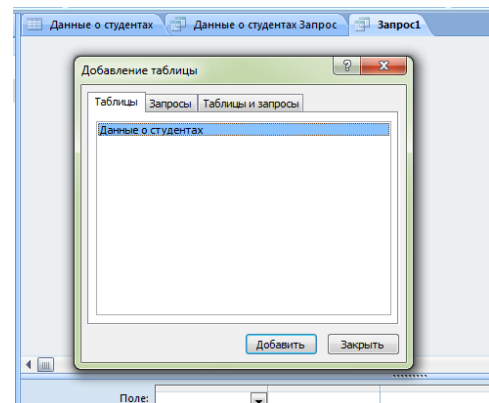 Данные о студентах Данные о студентах Запрос Запрос1
Добавление таблицы
Таблицы Запросы Таблицы и запросы
Данные о студентах
Добавить Закрыть
Поле: